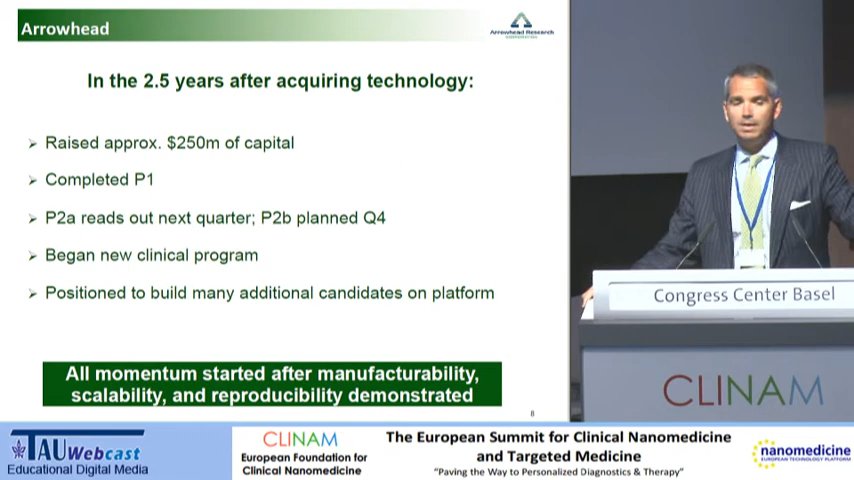 Arrowhead
Arrowhead Research
CORPORATION
In the 2.5 years after acquiring technology:
Raised approx. $250m of capital
Completed P1
P2a reads out next quarter; P2b planned Q4
Began new clinical program
Positioned to build many additional candidates on platform
All momentum started after manufacturability,
scalability, and reproducibility demonstrated
8
Congress Center Basel
CLINAM
TAU Webcast
Educational Digital Media
CLINAM
European Foundation for
Clinical Nanomedicine
The European Summit for Clinical Nanomedicine
and Targeted Medicine
"Paving the Way to Personalized Diagnostics & Therapy"
nanomedicine
EUROPEAN TECHNOLOGY PLATFORM